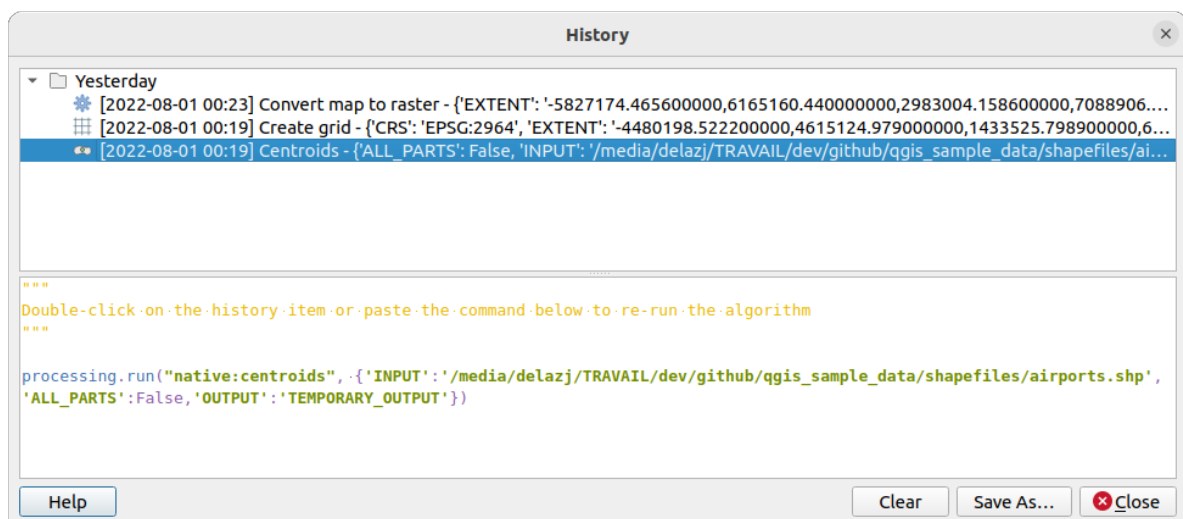 History
Yesterday
[2022-08-01 00:23] Convert map to raster - {'EXTENT': '-5827174.465600000,6165160.440000000,2983004.158600000,7088906....
[2022-08-01 00:19] Create grid - {'CRS': 'EPSG:2964', 'EXTENT': '-4480198.522200000,4615124.979000000,1433525.798900000,6...
[2022-08-01 00:19] Centroids - {'ALL_PARTS': False, 'INPUT': '/media/delazj/TRAVAIL/dev/github/qgis_sample_data/shapefiles/ai...
"""
Double-click·on·the·history·item·or·paste·the·command·below·to·re-run·the·algorithm
"""
processing.run("native:centroids",·{'INPUT':'/media/delazj/TRAVAIL/dev/github/qgis_sample_data/shapefiles/airports.shp',
'ALL_PARTS':False,'OUTPUT':'TEMPORARY_OUTPUT'})
Help
Clear
Save As...
Close